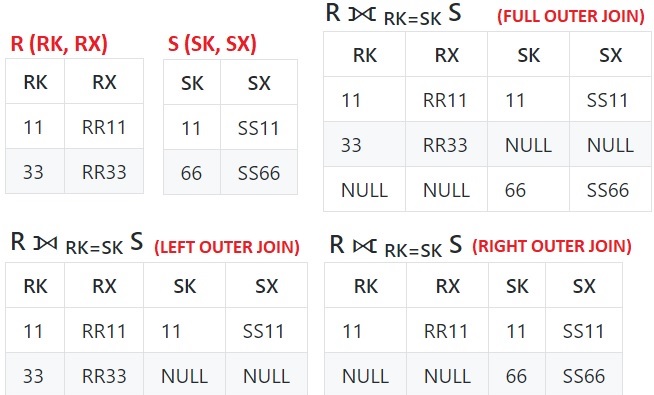 R (RK, RX)
RK RX
11 RR11
33 RR33
S (SK, SX)
SK SX
11 SS11
66 SS66
R ⟗ RK=SK S (FULL OUTER JOIN)
RK RX SK SX
11 RR11 11 SS11
33 RR33 NULL NULL
NULL NULL 66 SS66
R ⟕ RK=SK S (LEFT OUTER JOIN)
RK RX SK SX
11 RR11 11 SS11
33 RR33 NULL NULL
R ⟖ RK=SK S (RIGHT OUTER JOIN)
RK RX SK SX
11 RR11 11 SS11
NULL NULL 66 SS66